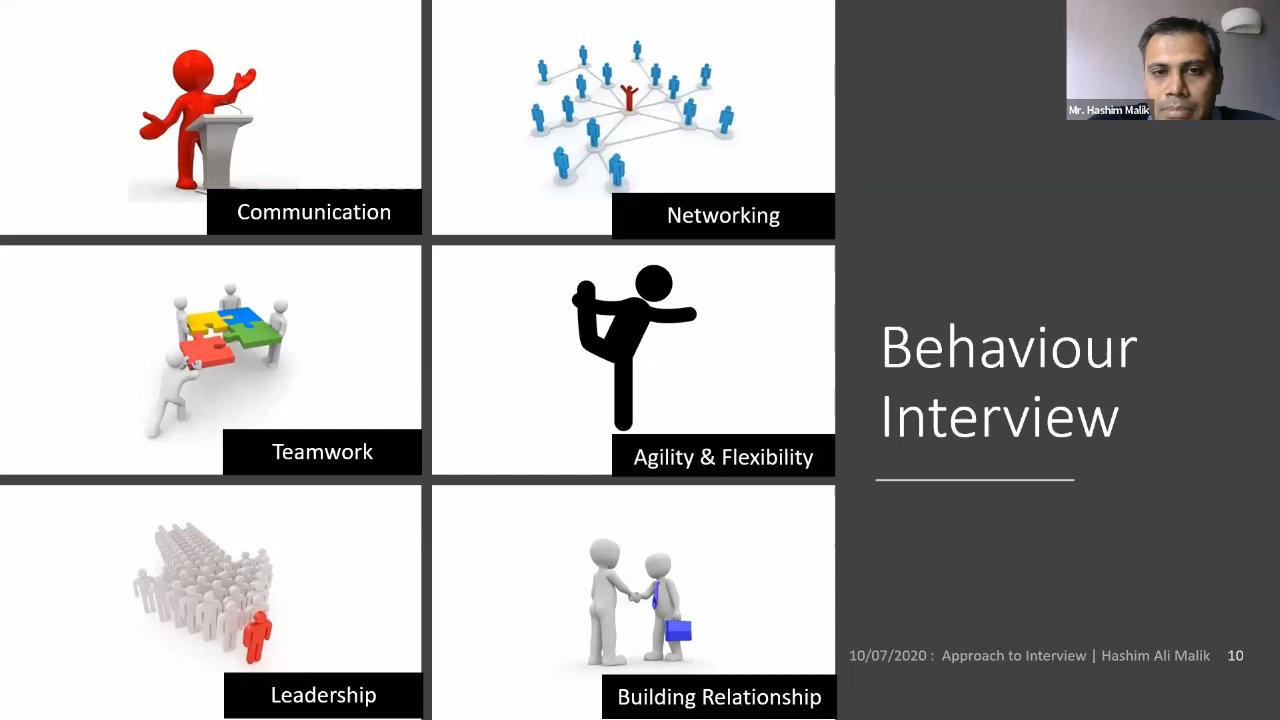 Communication
Networking
Mr. Hashim Malik
Teamwork
Agility & Flexibility
Behaviour
Interview
Leadership
Building Relationship
10/07/2020 : Approach to Interview | Hashim Ali Malik 10